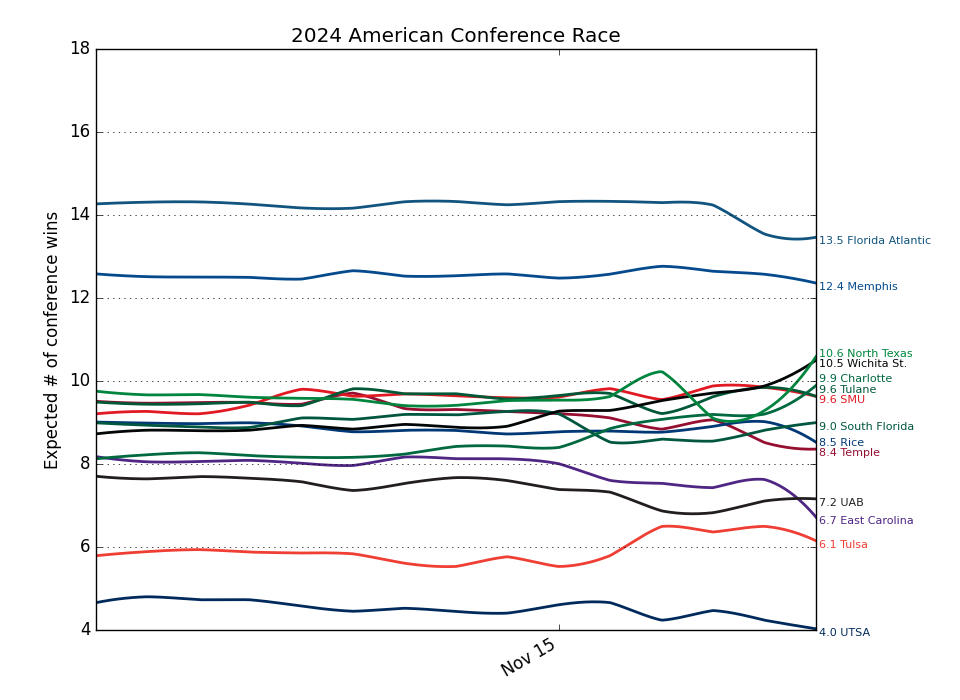 2024 American Conference Race
Expected # of conference wins
18
16
14
12
10
8
6
4
Nov 15
13.5 Florida Atlantic
12.4 Memphis
10.6 North Texas
10.5 Wichita St.
9.9 Charlotte
9.6 Tulane
9.6 SMU
9.0 South Florida
8.5 Rice
8.4 Temple
7.2 UAB
6.7 East Carolina
6.1 Tulsa
4.0 UTSA